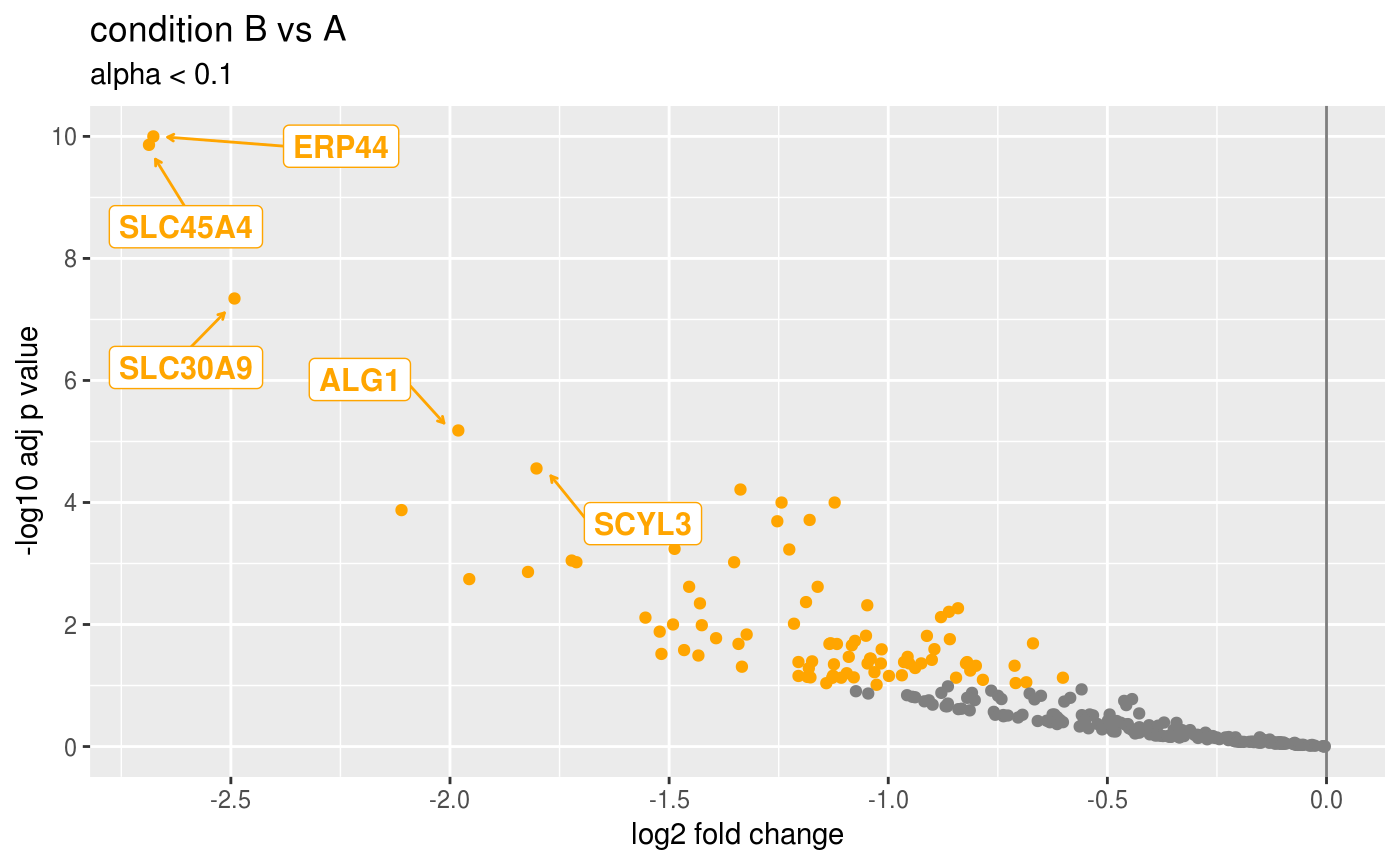 condition B vs A
alpha < 0.1
-log10 adj p value
10
8
6
4
2
0
ERP44
SLC45A4
SLC30A9
ALG1
SCYL3
-2.5
-2.0
-1.5
-1.0
-0.5
0.0
log2 fold change